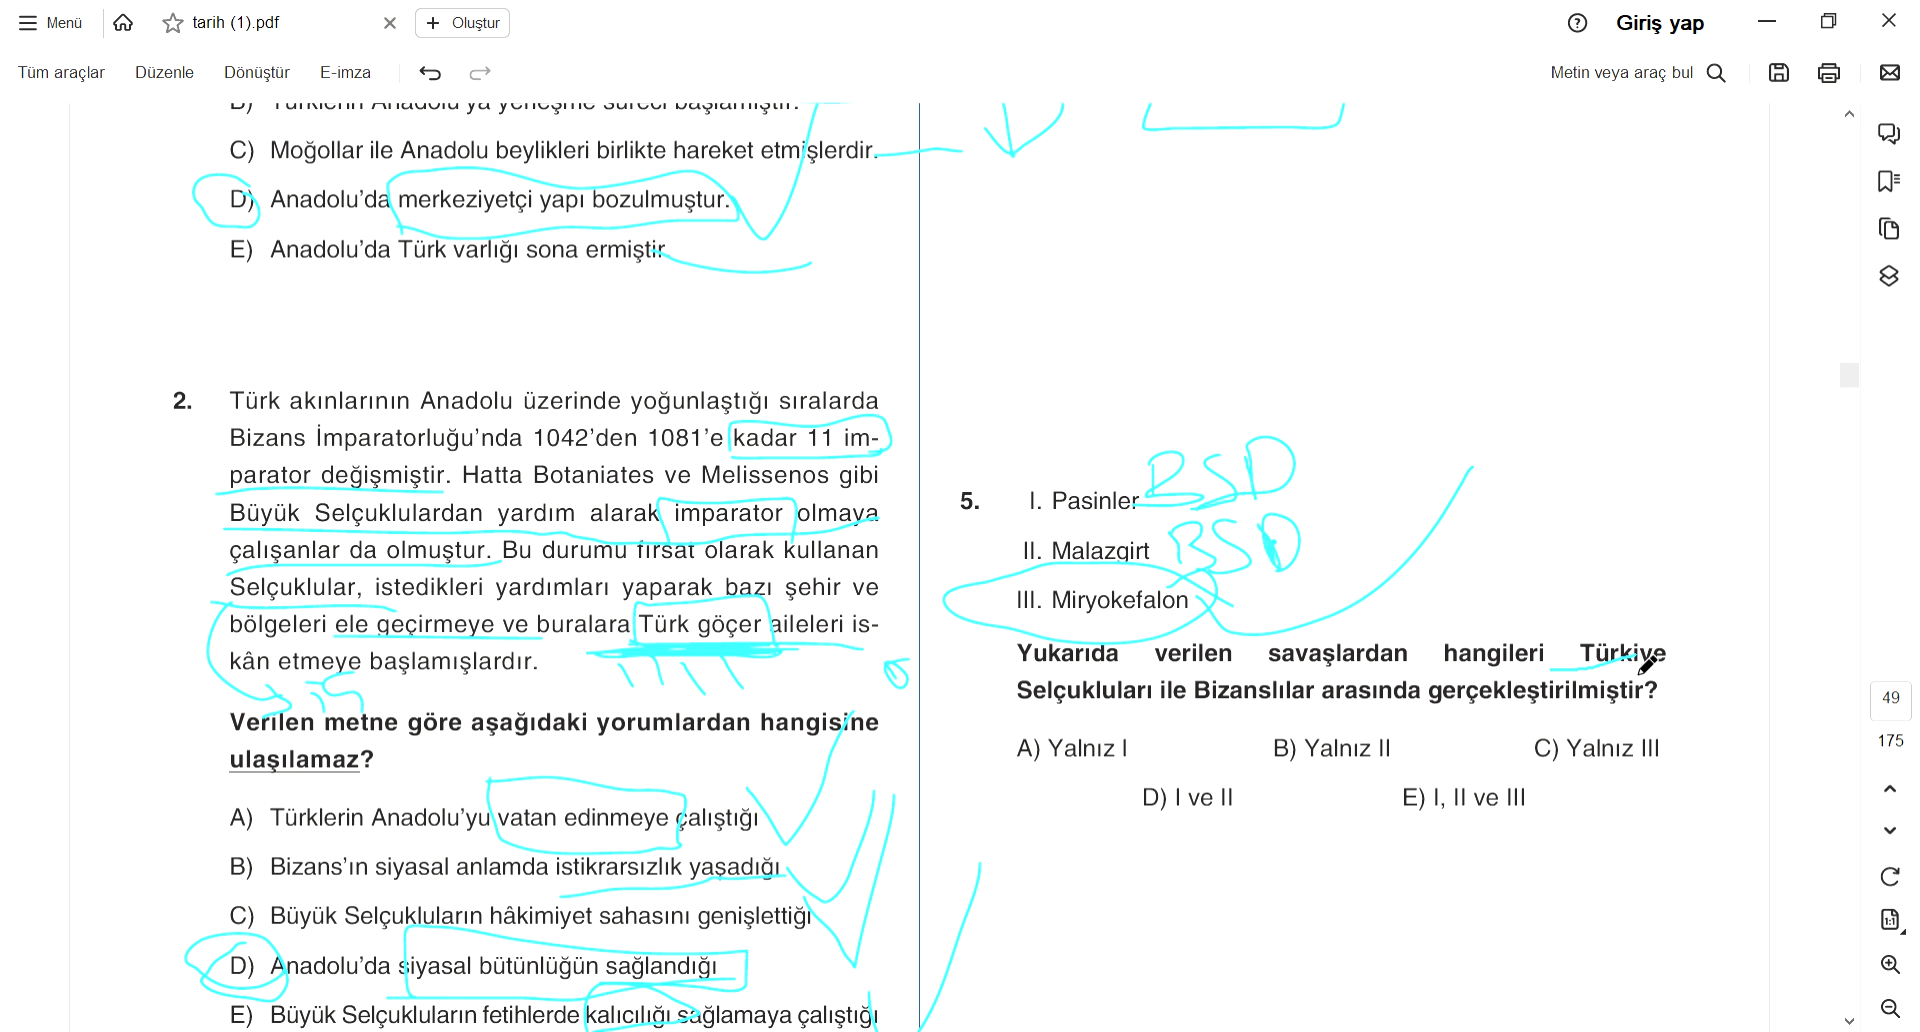 Menü
tarih (1).pdf
Oluştur
Giriş yap
Tüm araçlar
Düzenle
Dönüştür
E-imza
Metin veya araç bul
B) Türklerin Anadolu'ya yerleşme süreci başlamıştır.
C) Moğollar ile Anadolu beylikleri birlikte hareket etmişlerdir.
D) Anadolu'da merkeziyetçi yapı bozulmuştur.
E) Anadolu'da Türk varlığı sona ermiştir
2. Türk akınlarının Anadolu üzerinde yoğunlaştığı sıralarda
Bizans İmparatorluğu'nda 1042'den 1081'e kadar 11 im-
parator değişmiştir. Hatta Botaniates ve Melissenos gibi
Büyük Selçuklulardan yardım alarak imparator olmaya
çalışanlar da olmuştur. Bu durumu fırsat olarak kullanan
Selçuklular, istedikleri yardımları yaparak bazı şehir ve
bölgeleri ele geçirmeye ve buralara Türk göçer aileleri is-
kân etmeye başlamışlardır.
Verilen metne göre aşağıdaki yorumlardan hangisine
ulaşılamaz?
A) Türklerin Anadolu'yu vatan edinmeye çalıştığı
B) Bizans'ın siyasal anlamda istikrarsızlık yaşadığı
C) Büyük Selçukluların hâkimiyet sahasını genişlettiği
D) Anadolu'da siyasal bütünlüğün sağlandığı
E) Büyük Selçukluların fetihlerde kalıcılığı sağlamaya çalıştığı
5. I. Pasinler BSD
II. Malazgirt BSD
III. Miryokefalon
Yukarıda verilen savaşlardan hangileri Türkiye
Selçukluları ile Bizanslılar arasında gerçekleştirilmiştir?
A) Yalnız I
B) Yalnız II
C) Yalnız III
D) I ve II
E) I, II ve III
49
175